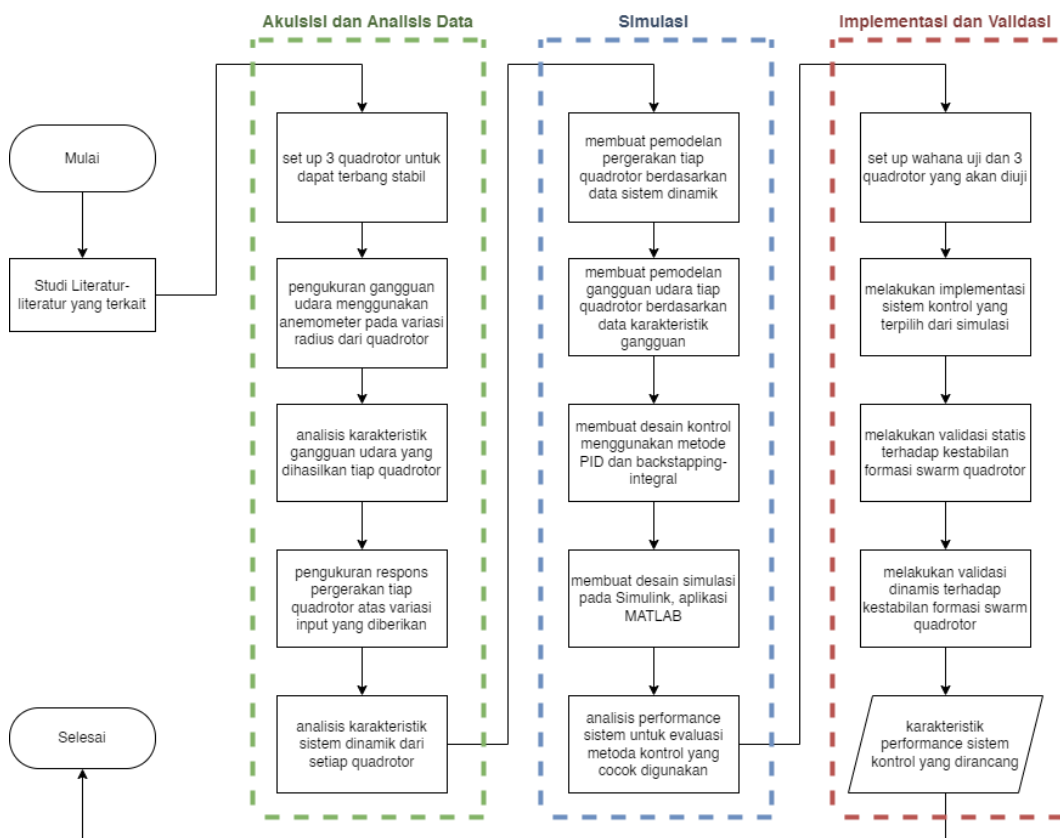 Akuisisi dan Analisis Data
Simulasi
Implementasi dan Validasi
Mulai
Studi Literatur-
literatur yang terkait
set up 3 quadrotor untuk
dapat terbang stabil
pengukuran gangguan
udara menggunakan
anemometer pada variasi
radius dari quadrotor
analisis karakteristik
gangguan udara yang
dihasilkan tiap quadrotor
pengukuran respons
pergerakan tiap
quadrotor atas variasi
input yang diberikan
analisis karakteristik
sistem dinamik dari
setiap quadrotor
membuat pemodelan
pergerakan tiap
quadrotor berdasarkan
data sistem dinamik
membuat pemodelan
gangguan udara tiap
quadrotor berdasarkan
data karakteristik
gangguan
membuat desain kontrol
menggunakan metode
PID dan backstapping-
integral
membuat desain simulasi
pada Simulink, aplikasi
MATLAB
analisis performance
sistem untuk evaluasi
metoda kontrol yang
cocok digunakan
set up wahana uji dan 3
quadrotor yang akan diuji
melakukan implementasi
sistem kontrol yang
terpilih dari simulasi
melakukan validasi statis
terhadap kestabilan
formasi swarm quadrotor
melakukan validasi
dinamis terhadap
kestabilan formasi swarm
quadrotor
karakteristik
performance sistem
kontrol yang dirancang
Selesai